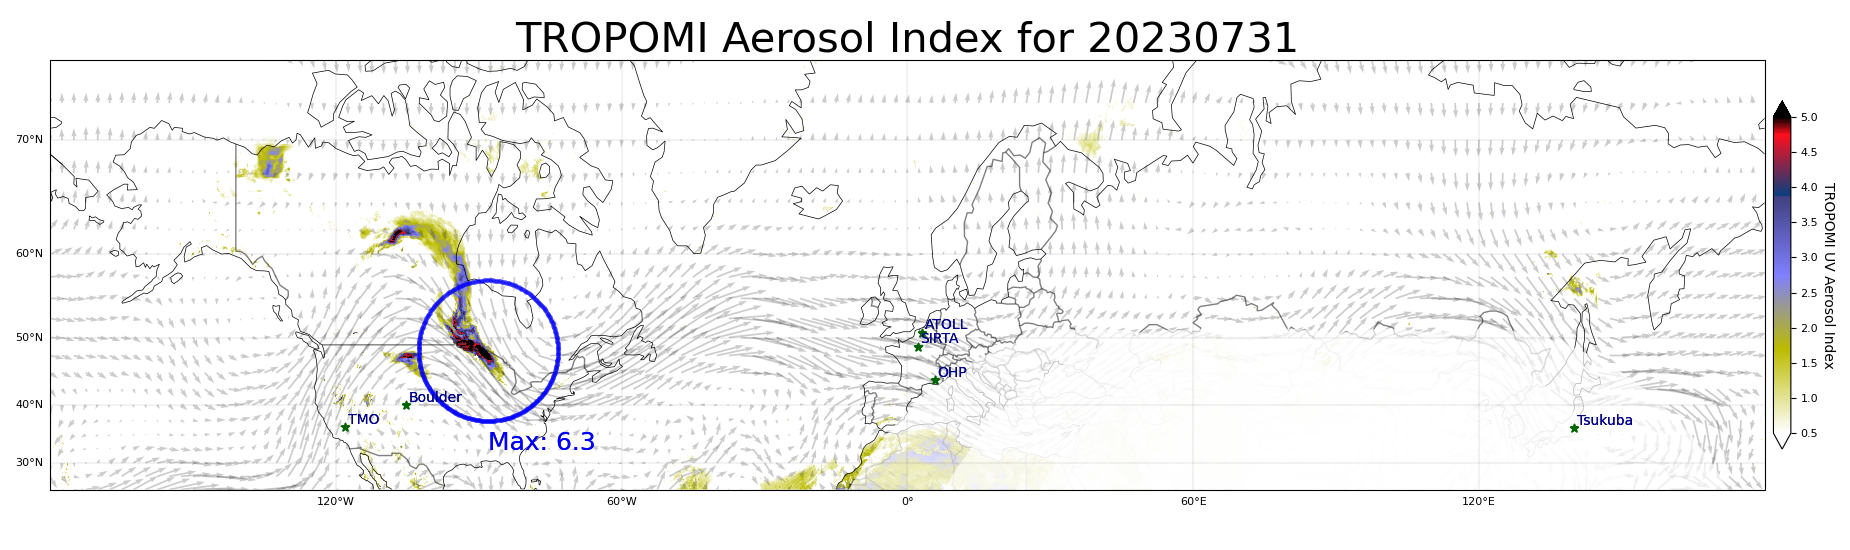 TROPOMI Aerosol Index for 20230731
70°N
60°N
50°N
40°N
30°N
120°W
60°W
0°
60°E
120°E
ATOLL
SIRTA
OHP
Boulder
TMO
Tsukuba
Max: 6.3
5.0
4.5
4.0
3.5
3.0
2.5
2.0
1.5
1.0
0.5
TROPOMI UV Aerosol Index